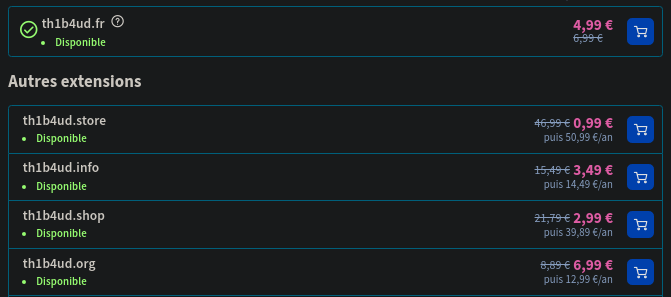 th1b4ud.fr ?
4,99 €
• Disponible
6,99 €
Autres extensions
th1b4ud.store
46,99 € 0,99 €
• Disponible
puis 50,99 €/an
th1b4ud.info
15,49 € 3,49 €
• Disponible
puis 14,49 €/an
th1b4ud.shop
21,79 € 2,99 €
• Disponible
puis 39,89 €/an
th1b4ud.org
8,89 € 6,99 €
• Disponible
puis 12,99 €/an